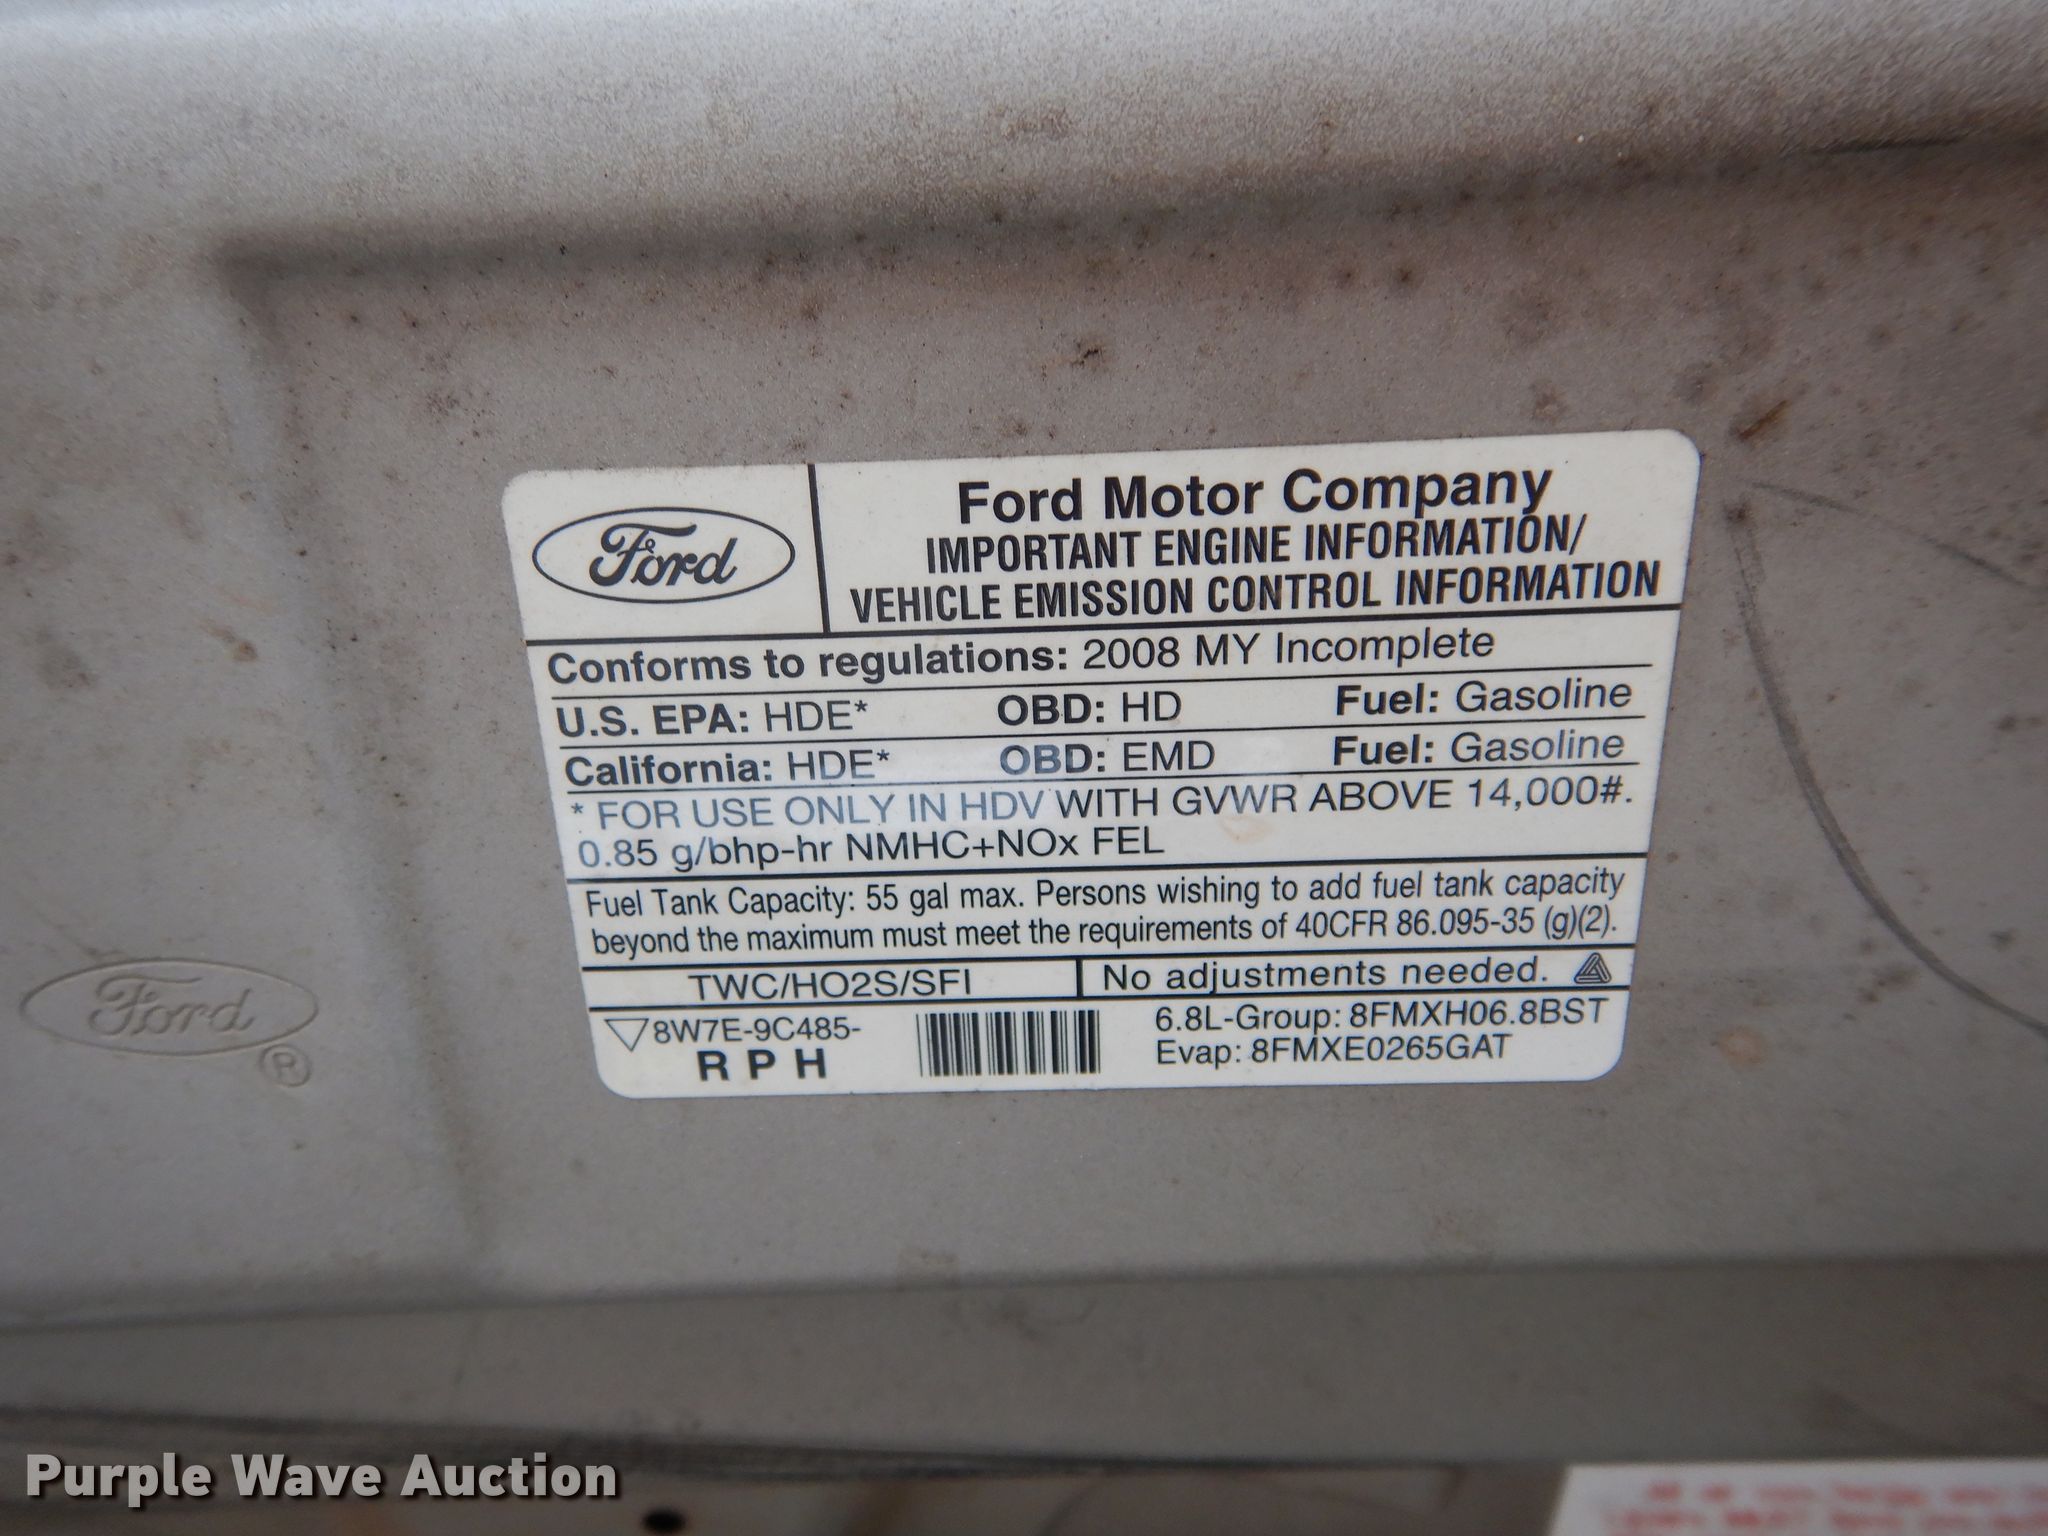 Ford
Ford Motor Company
IMPORTANT ENGINE INFORMATION/
VEHICLE EMISSION CONTROL INFORMATION
Conforms to regulations: 2008 MY Incomplete
U.S. EPA: HDE* OBD: HD Fuel: Gasoline
California: HDE* OBD: EMD Fuel: Gasoline
* FOR USE ONLY IN HDV WITH GVWR ABOVE 14,000#.
0.85 g/bhp-hr NMHC+NOx FEL
Fuel Tank Capacity: 55 gal max. Persons wishing to add fuel tank capacity
beyond the maximum must meet the requirements of 40CFR 86.095-35 (g)(2).
TWC/HO2S/SFI No adjustments needed.
8W7E-9C485-
R P H
6.8L-Group: 8FMXH06.8BST
Evap: 8FMXE0265GAT
Ford
®
Purple Wave Auction